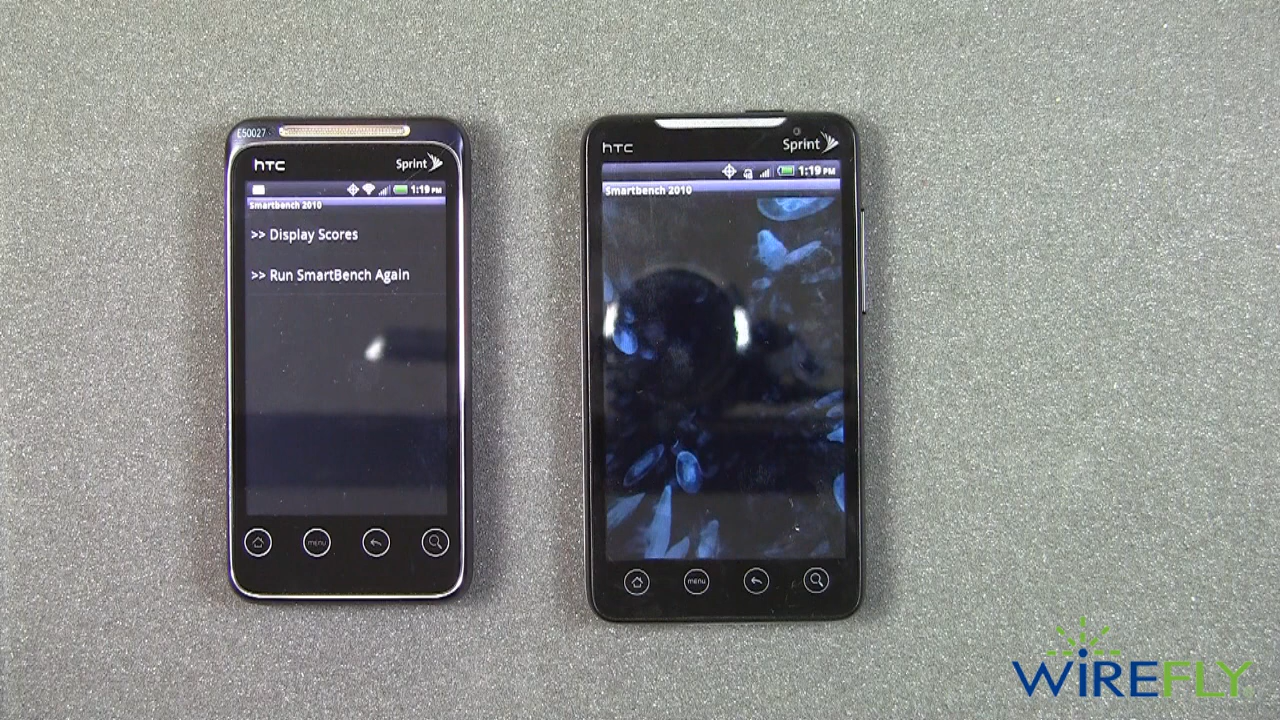 E50027
hTC
Sprint
1:19 PM
Smartbench 2010
>> Display Scores
>> Run SmartBench Again
menu
hTC
Sprint
1:19 PM
Smartbench 2010
menu
WIREFLY